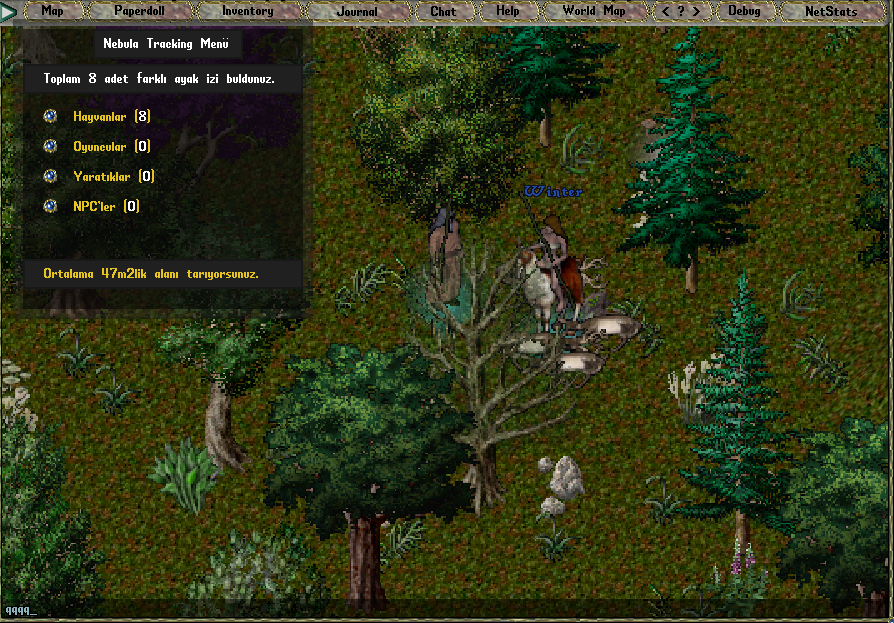 Map Paperdoll Inventory Journal Chat Help World Map < ? > Debug NetStats
Nebula Tracking Menü
Toplam 8 adet farklı ayak izi buldunuz.
Hayvanlar (8)
Oyuncular (0)
Yaratıklar (0)
NPC'ler (0)
Winter
Ortalama 47m2lik alanı tarıyorsunuz.
qqqq_